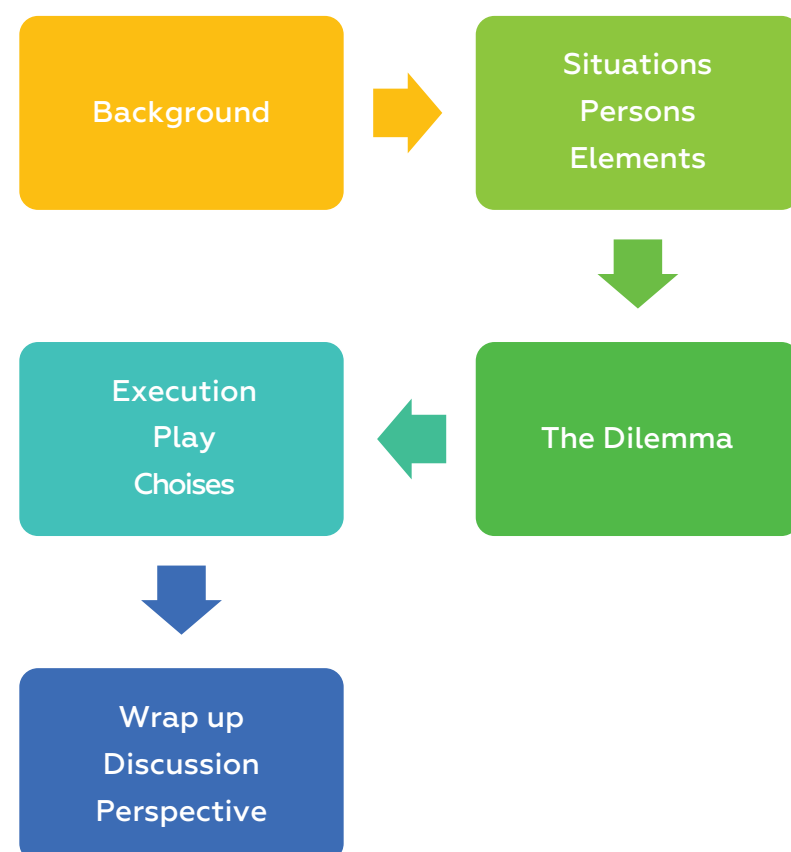 Background
Situations
Persons
Elements
The Dilemma
Execution
Play
Choises
Wrap up
Discussion
Perspective